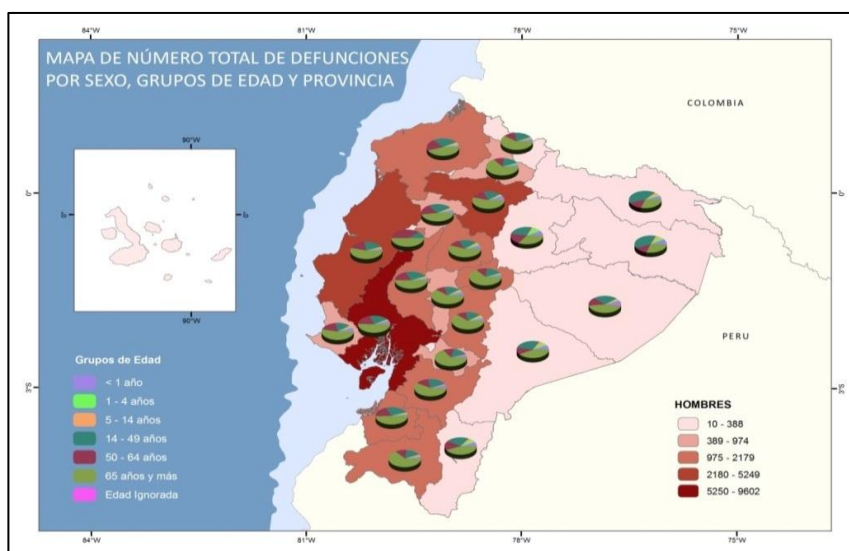 84°W
81°W
78°W
75°W
MAPA DE NÚMERO TOTAL DE DEFUNCIONES
POR SEXO, GRUPOS DE EDAD Y PROVINCIA
COLOMBIA
90°W
0°
0°
0°
0°
90°W
PERU
Grupos de Edad
< 1 año
1 - 4 años
5 - 14 años
14 - 49 años
50 - 64 años
65 años y más
Edad Ignorada
HOMBRES
10 - 388
389 - 974
975 - 2179
2180 - 5249
5250 - 9602
3°S
3°S
84°W
81°W
78°W
75°W